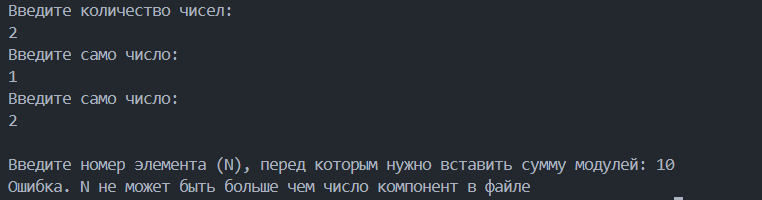 Введите количество чисел:
2
Введите само число:
1
Введите само число:
2
Введите номер элемента (N), перед которым нужно вставить сумму модулей: 10
Ошибка. N не может быть больше чем число компонент в файле